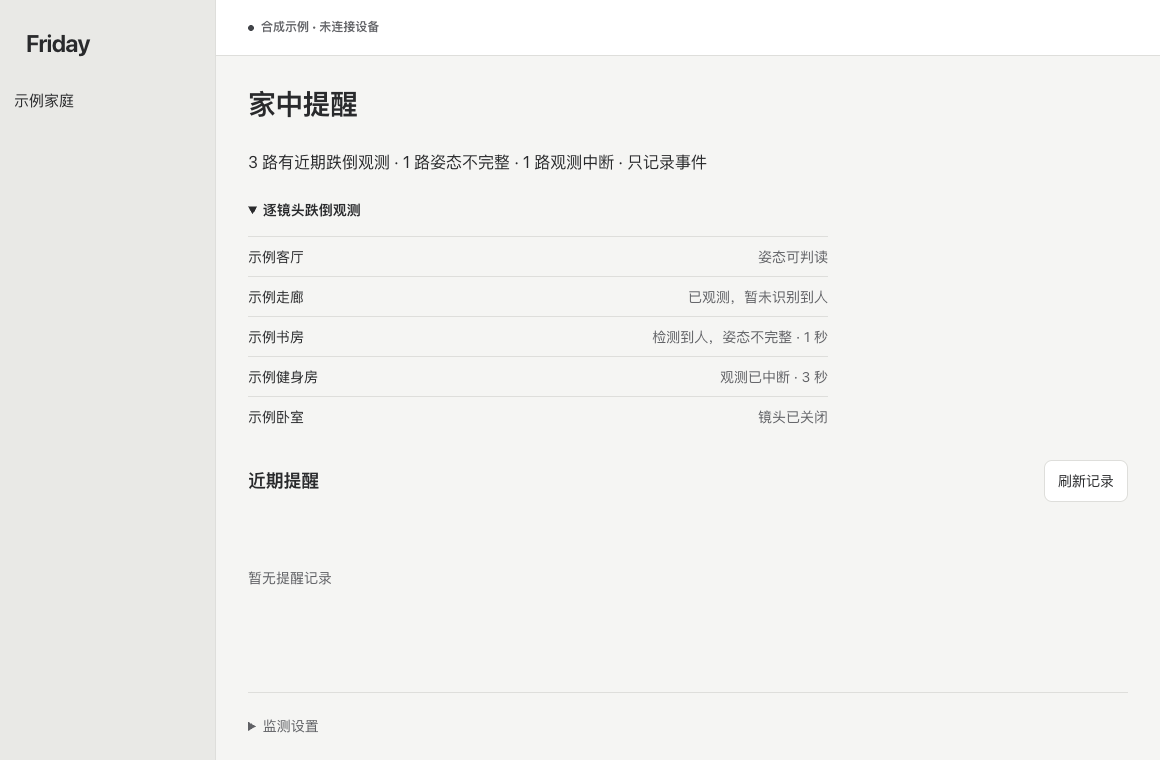 Friday
示例家庭
合成示例 · 未连接设备
家中提醒
3 路有近期跌倒观测 · 1 路姿态不完整 · 1 路观测中断 · 只记录事件
▼ 逐镜头跌倒观测
示例客厅 姿态可判读
示例走廊 已观测，暂未识别到人
示例书房 检测到人，姿态不完整 · 1 秒
示例健身房 观测已中断 · 3 秒
示例卧室 镜头已关闭
近期提醒 刷新记录
暂无提醒记录
▶ 监测设置